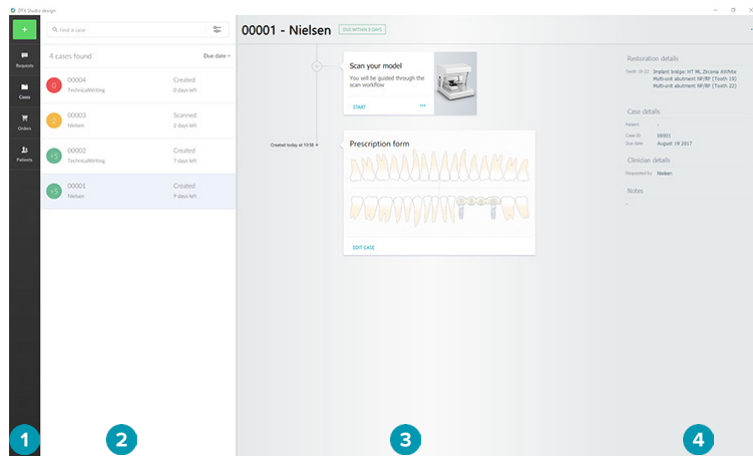 DTX Studio design
+
Requests
Cases
Orders
Patients
Find a case
4 cases found Due date
0 00004 Created
TechnicalWriting 0 days left
2 00003 Scanned
Nielsen 2 days left
+5 00002 Created
TechnicalWriting 7 days left
+5 00001 Created
Nielsen 9 days left
00001 - Nielsen DUE WITHIN 9 DAYS
Scan your model
You will be guided through the
scan workflow
START
Created today at 10:58
Prescription form
EDIT CASE
Restoration details
Implant bridge: HT ML Zirconia A/White
Multi-unit abutment NP/RP (Tooth 19)
Multi-unit abutment NP/RP (Tooth 22)
Case details
Patient -
Case ID 00001
Due date August 19 2017
Clinician details
Requested by Nielsen
Notes
-
1
2
3
4